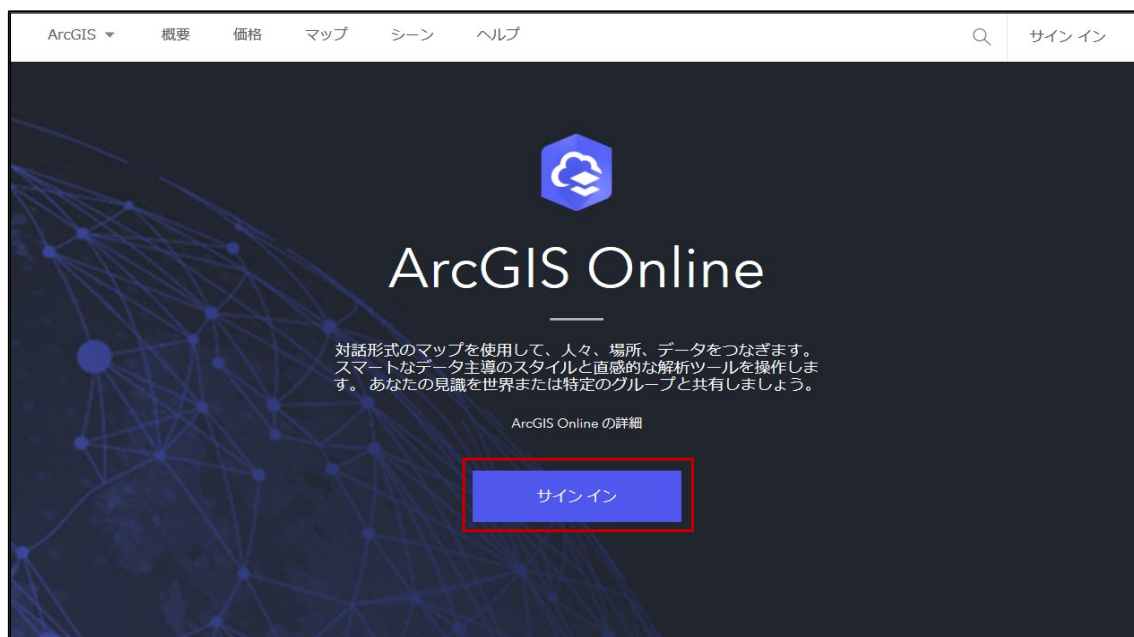 ArcGIS 概要 価格 マップ シーン ヘルプ サイン イン
ArcGIS Online
対話形式のマップを使用して、人々、場所、データをつなぎます。
スマートなデータ主導のスタイルと直感的な解析ツールを操作しま
す。 あなたの見識を世界または特定のグループと共有しましょう。
ArcGIS Online の詳細
サイン イン